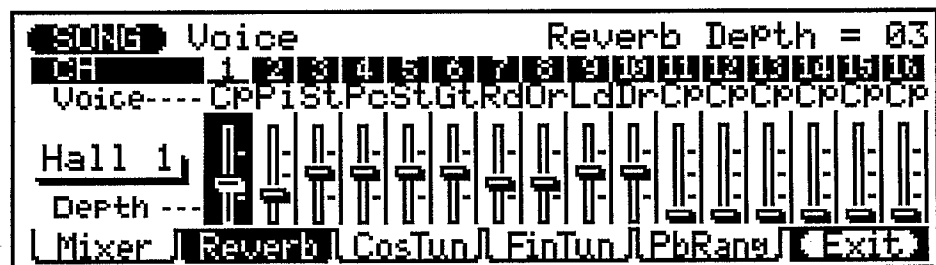 SONG Voice Reverb Depth = 03
CH 1 2 3 4 5 6 7 8 9 10 11 12 13 14 15 16
Voice---- CP Pi St Pc St Gt Rd Or Ld Dr CP CP CP CP CP CP
Hall 1
Depth ---
Mixer Reverb CosTun FinTun PbRang Exit